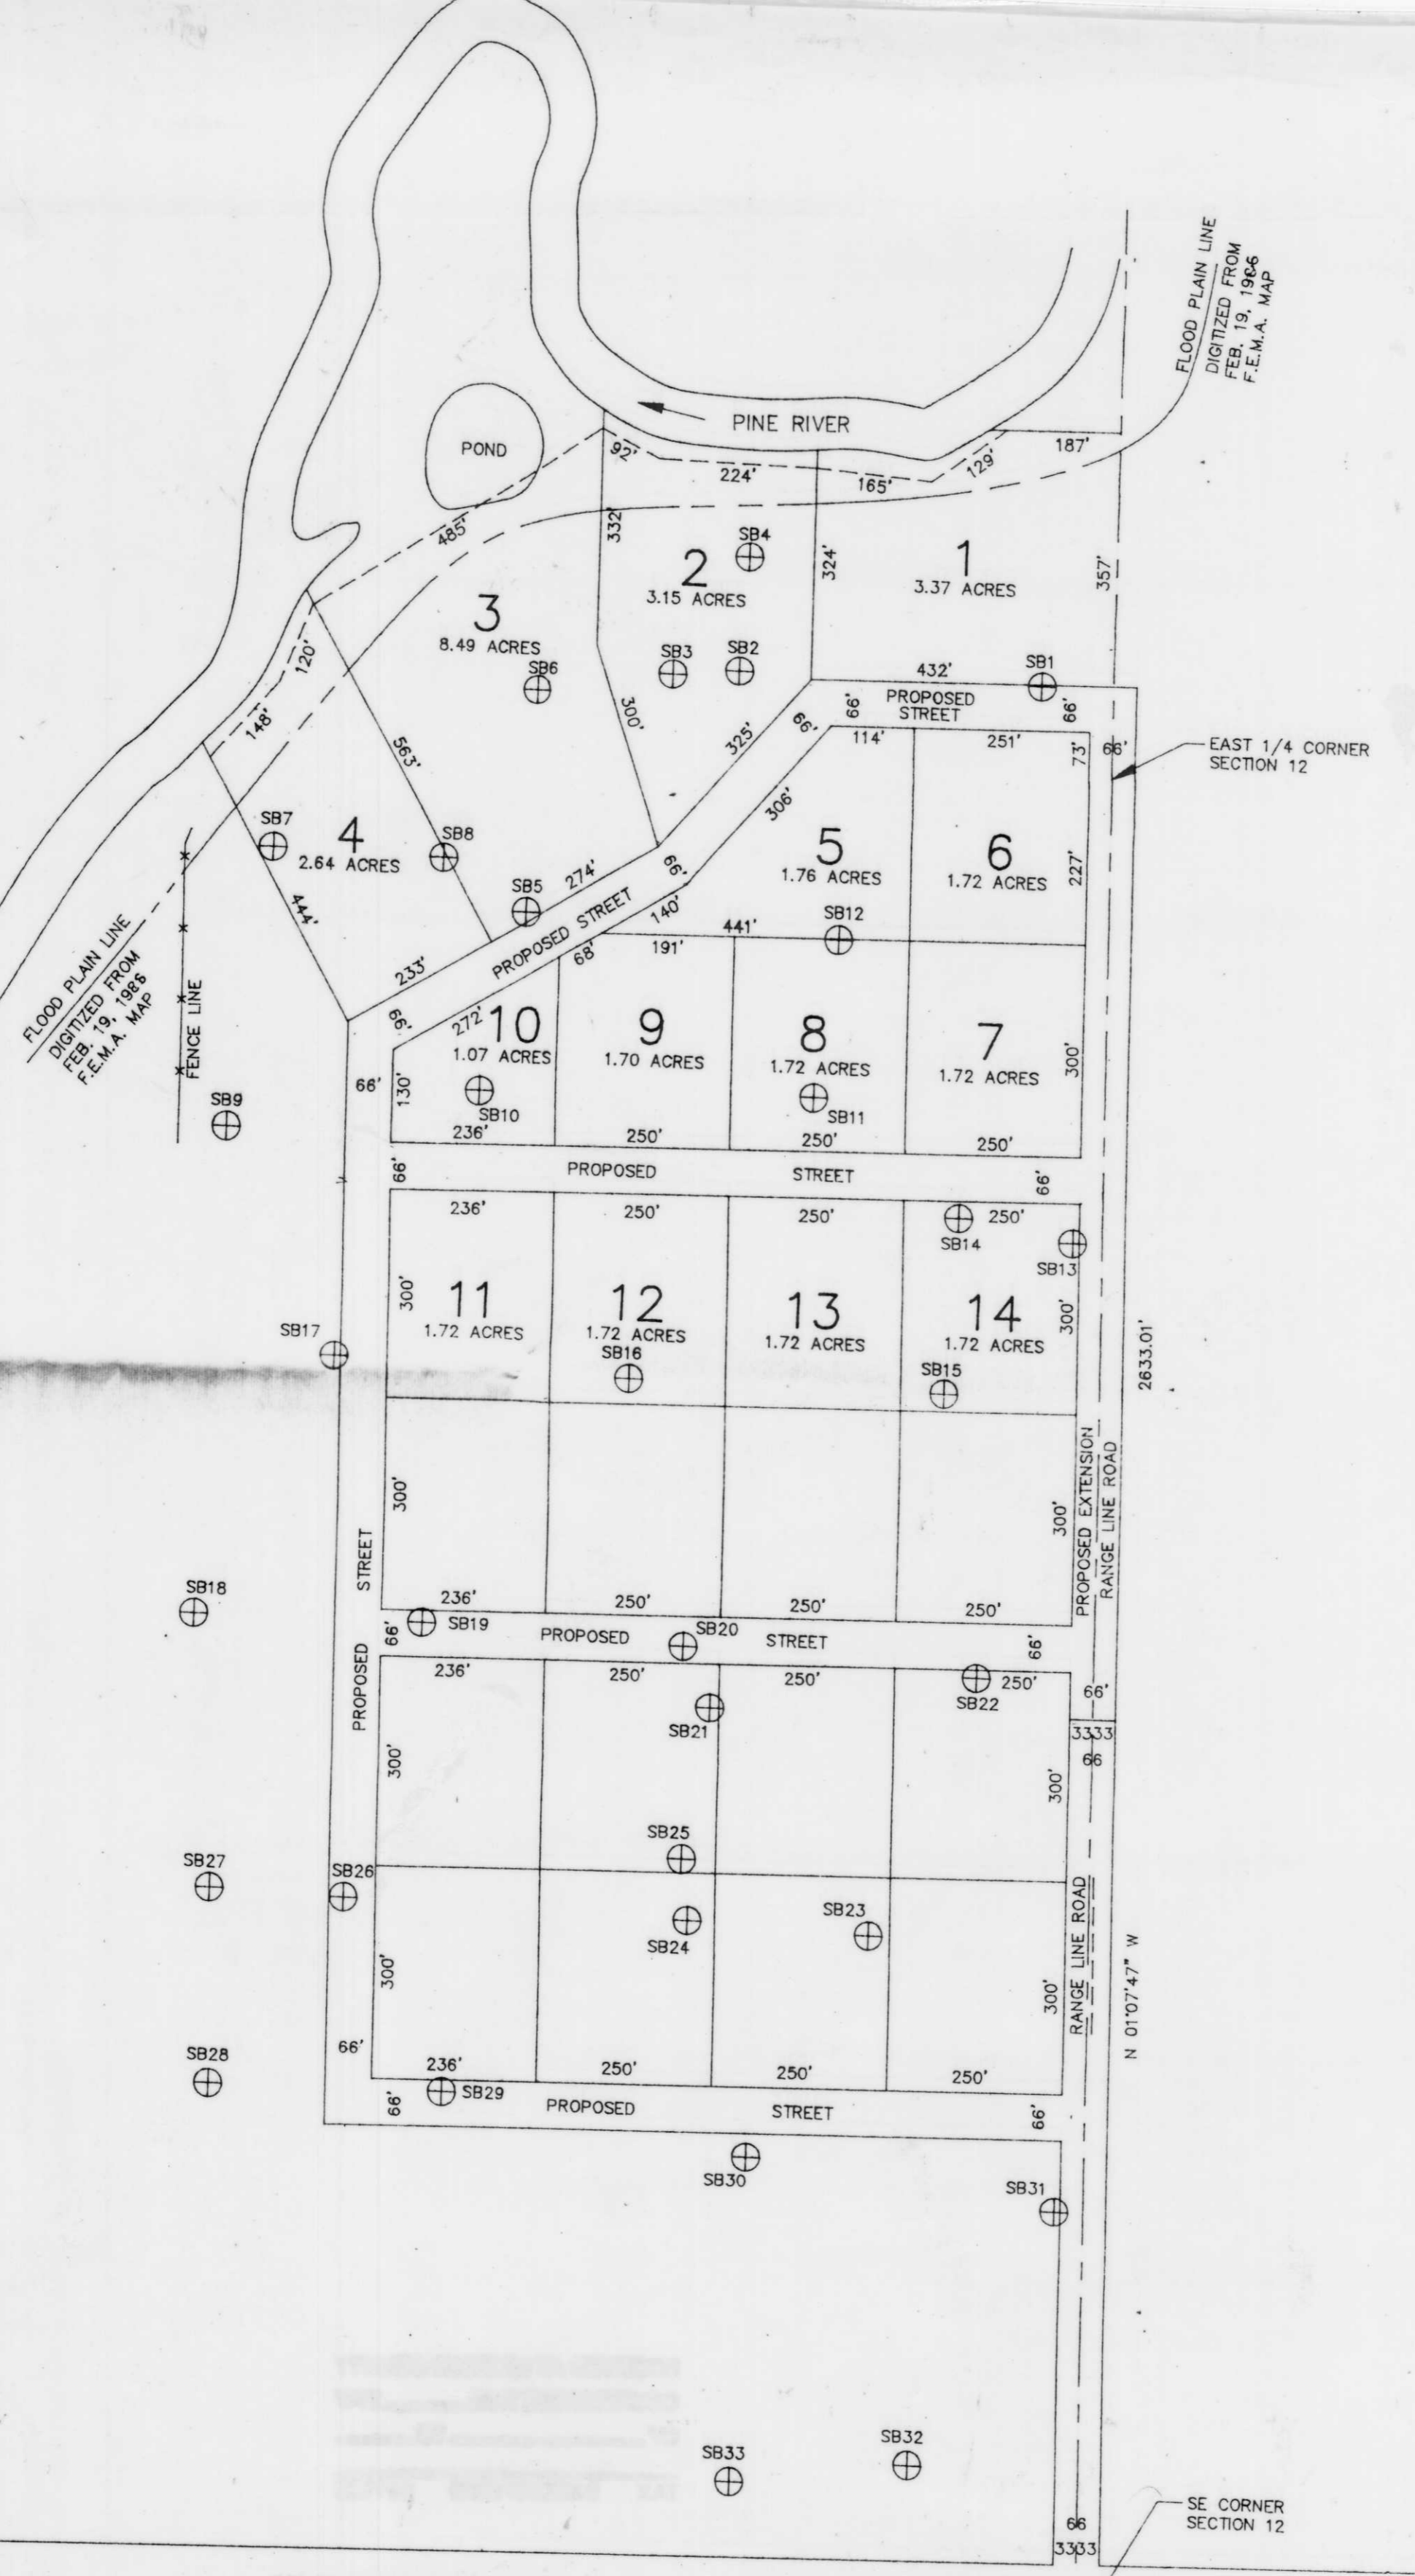 FLOOD PLAIN LINE
DIGITIZED FROM
FEB. 19, 1986
F.E.M.A. MAP
PINE RIVER
POND
92'
224'
165'
129'
187'
485'
332'
SB4
2
3.15 ACRES
324'
1
3.37 ACRES
357'
3
8.49 ACRES
SB6
SB3
SB2
432'
SB1
120'
148'
300'
325'
66'
66'
PROPOSED
STREET
66'
114'
251'
73'
66'
EAST 1/4 CORNER
SECTION 12
563'
306'
SB7
4
2.64 ACRES
SB8
274'
66'
5
1.76 ACRES
6
1.72 ACRES
227'
SB5
444'
PROPOSED STREET
140'
441'
SB12
233'
68'
191'
FLOOD PLAIN LINE
DIGITIZED FROM
FEB. 19, 1986
F.E.M.A. MAP
FENCE LINE
66'
272'
10
1.07 ACRES
9
1.70 ACRES
8
1.72 ACRES
7
1.72 ACRES
300'
66'
130'
SB9
SB10
SB11
236'
250'
250'
250'
66'
PROPOSED
STREET
66'
236'
250'
250'
250'
SB14
SB13
300'
11
1.72 ACRES
12
1.72 ACRES
13
1.72 ACRES
14
1.72 ACRES
300'
SB17
SB16
SB15
2633.01'
300'
300'
PROPOSED EXTENSION
RANGE LINE ROAD
STREET
SB18
236'
250'
250'
250'
66'
SB19
PROPOSED
SB20
STREET
66'
PROPOSED
236'
250'
250'
250'
SB22
66'
SB21
3333
66
300'
300'
SB25
SB27
SB26
SB24
SB23
RANGE LINE ROAD
300'
300'
N 01°07'47" W
66'
SB28
236'
250'
250'
250'
66'
SB29
PROPOSED
STREET
66'
SB30
SB31
SB33
SB32
66
3333
SE CORNER
SECTION 12